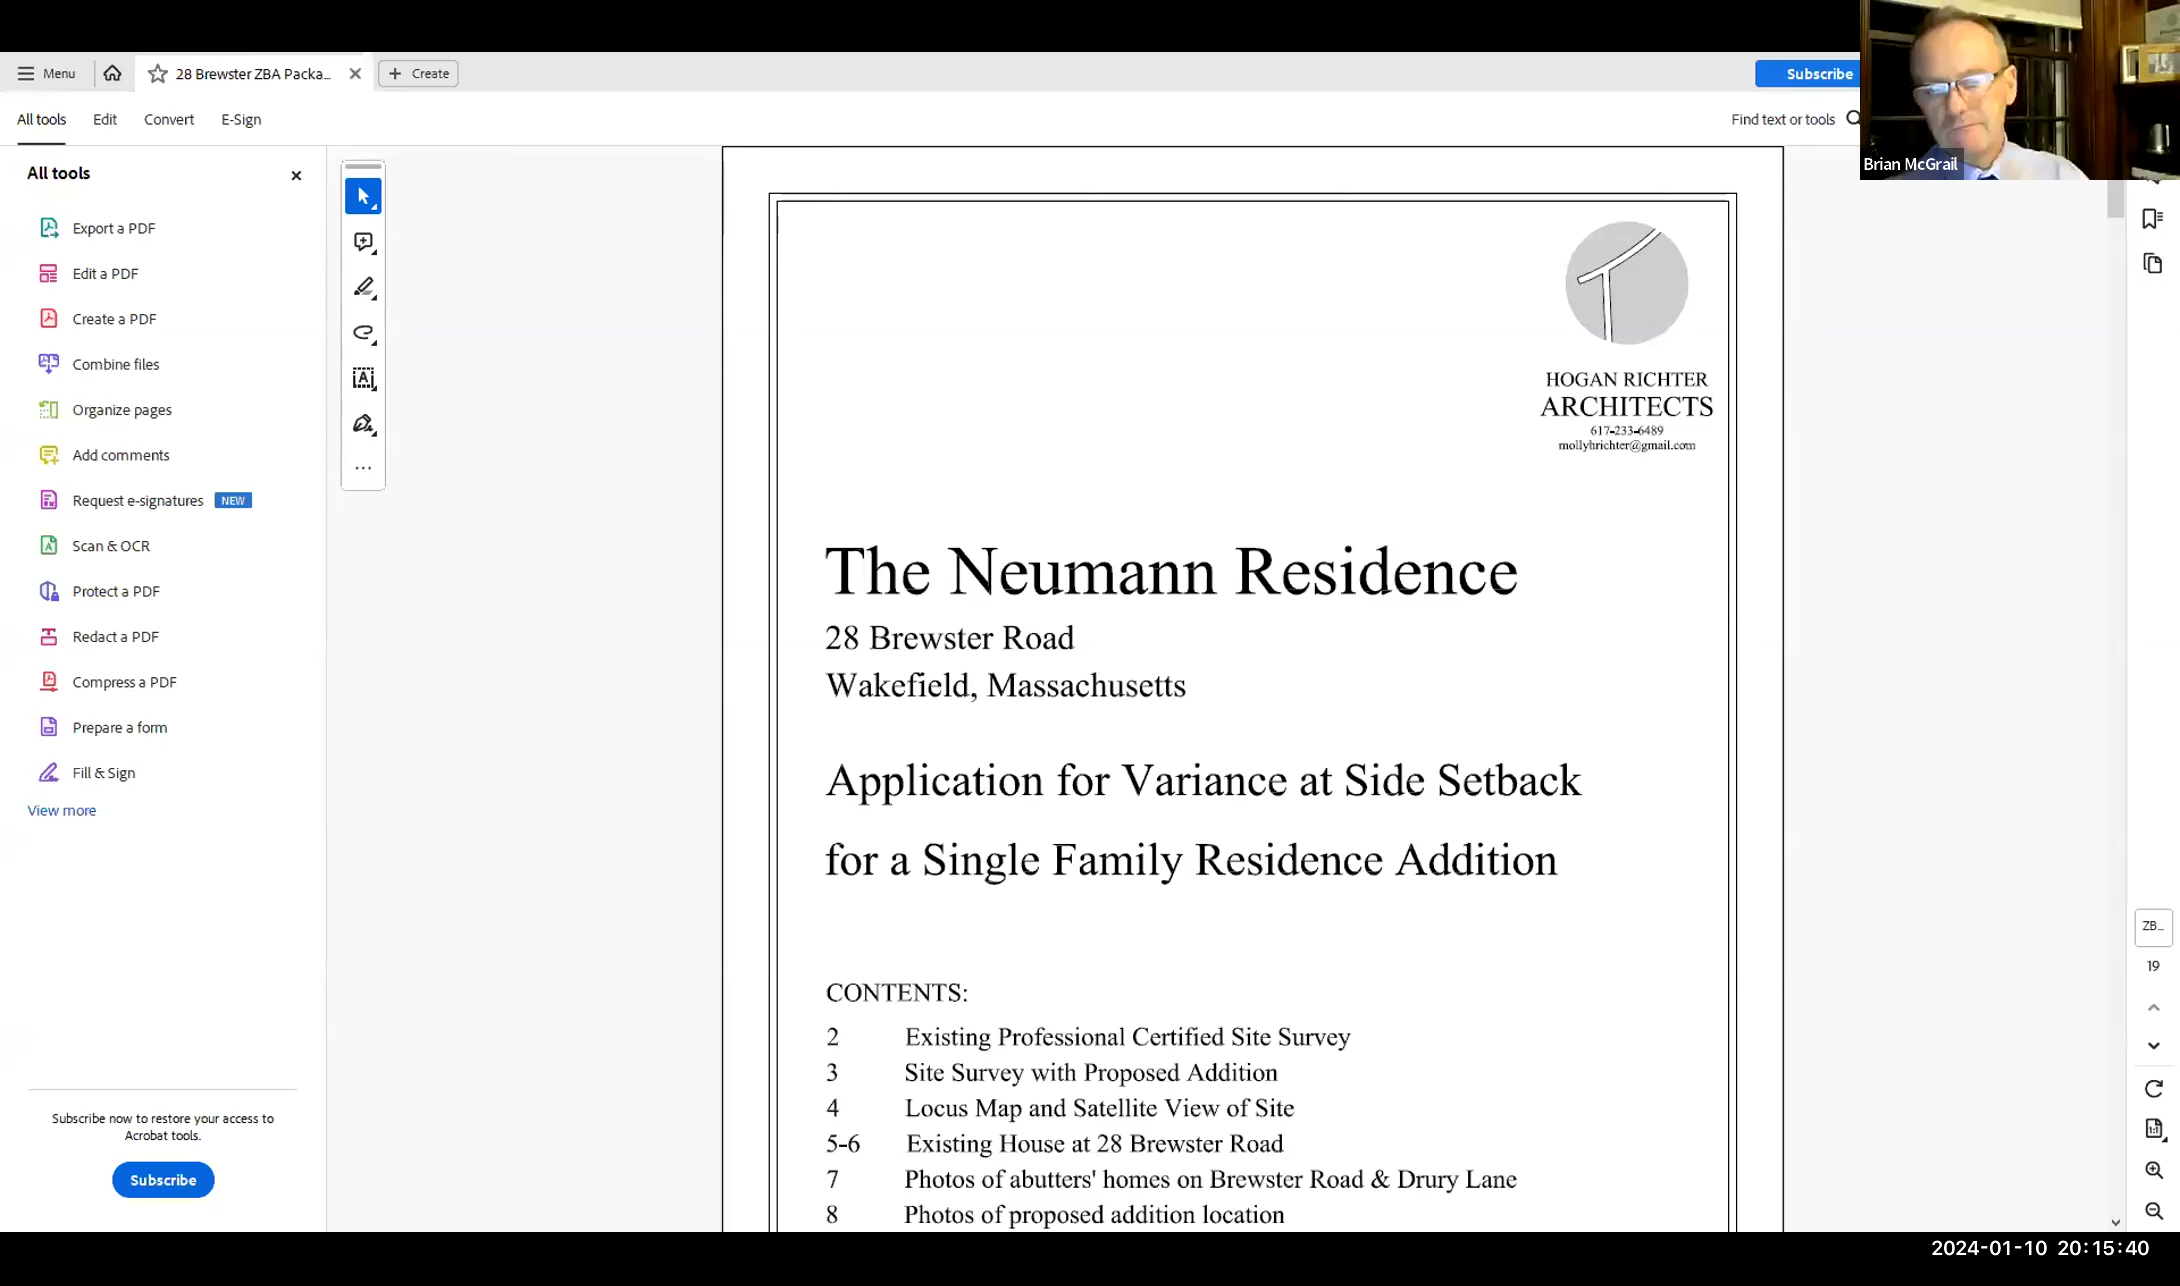 Menu
28 Brewster ZBA Packa...
Create
Subscribe
All tools
Edit
Convert
E-Sign
Find text or tools
Brian McGrail
All tools
Export a PDF
Edit a PDF
Create a PDF
Combine files
Organize pages
Add comments
Request e-signatures NEW
Scan & OCR
Protect a PDF
Redact a PDF
Compress a PDF
Prepare a form
Fill & Sign
View more
Subscribe now to restore your access to
Acrobat tools.
Subscribe
HOGAN RICHTER
ARCHITECTS
617-233-6489
mollyhrichter@gmail.com
The Neumann Residence
28 Brewster Road
Wakefield, Massachusetts
Application for Variance at Side Setback
for a Single Family Residence Addition
CONTENTS:
2 Existing Professional Certified Site Survey
3 Site Survey with Proposed Addition
4 Locus Map and Satellite View of Site
5-6 Existing House at 28 Brewster Road
7 Photos of abutters' homes on Brewster Road & Drury Lane
8 Photos of proposed addition location
ZB...
19
2024-01-10 20:15:40